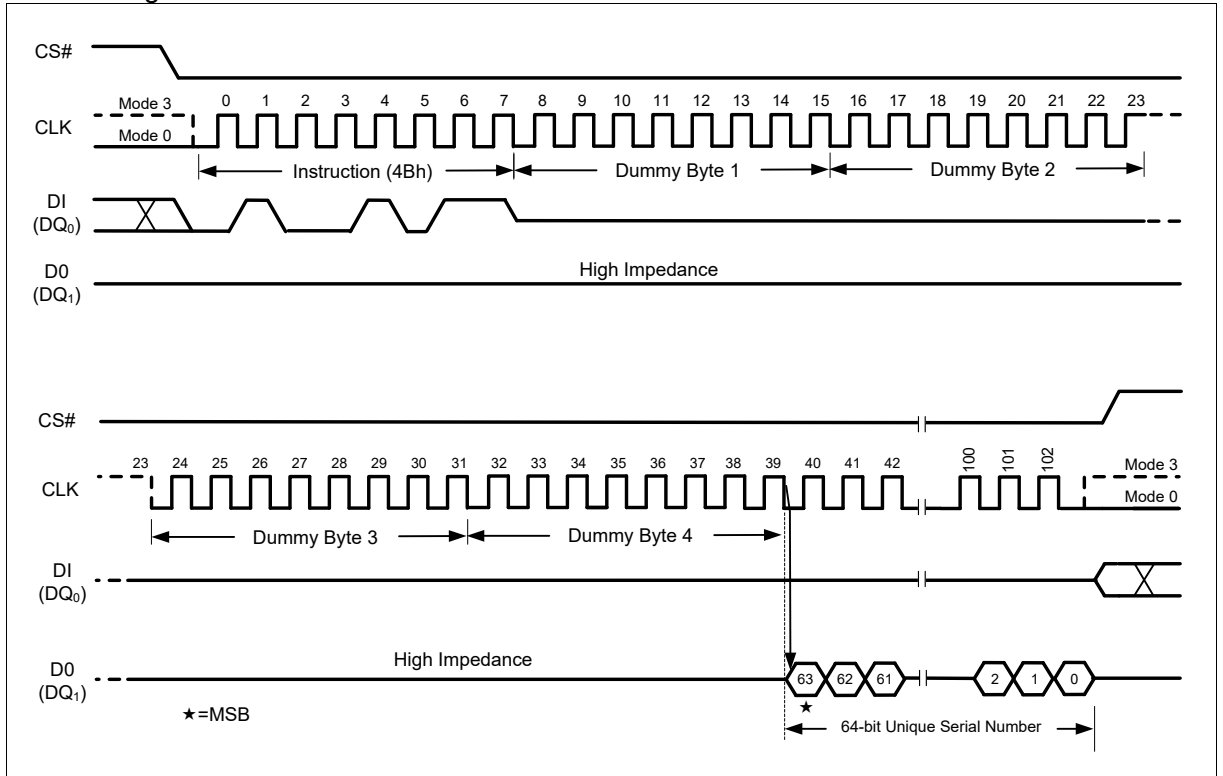 CS#
Mode 3 0 1 2 3 4 5 6 7 8 9 10 11 12 13 14 15 16 17 18 19 20 21 22 23
CLK
Mode 0
Instruction (4Bh) Dummy Byte 1 Dummy Byte 2
DI
(DQ0)
D0 High Impedance
(DQ1)
CS#
23 24 25 26 27 28 29 30 31 32 33 34 35 36 37 38 39 40 41 42 100 101 102 Mode 3
CLK
Mode 0
Dummy Byte 3 Dummy Byte 4
DI
(DQ0)
D0 High Impedance
(DQ1) 63 62 61 2 1 0
★=MSB ★
64-bit Unique Serial Number